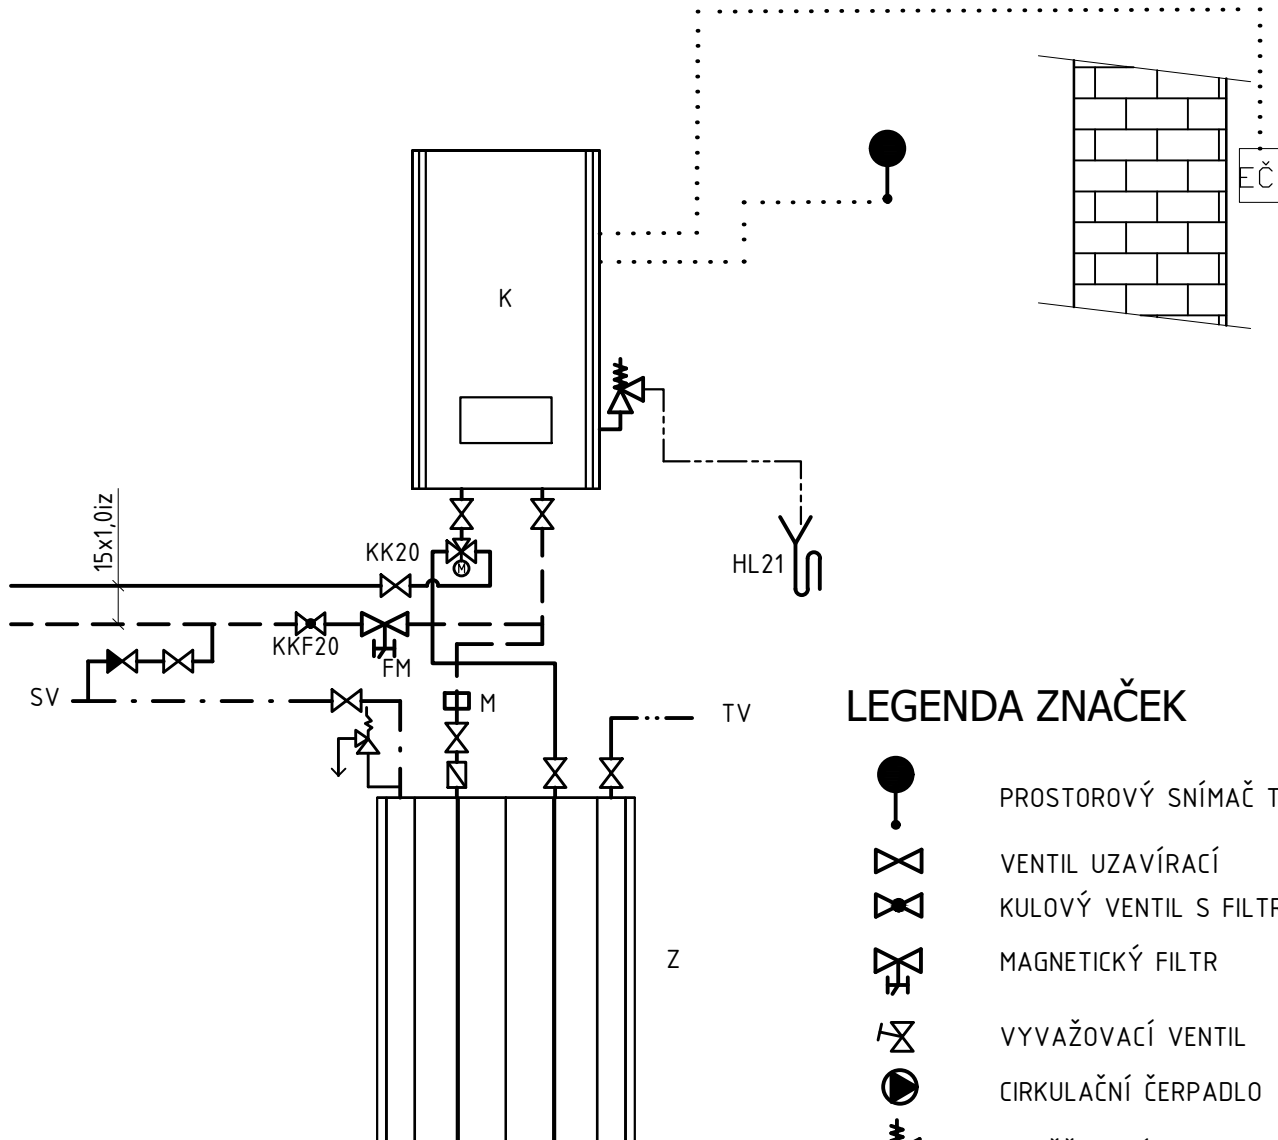 EČ
K
15x1,0iz
KK20
M
HL21
KKF20
FM
SV
M
TV
LEGENDA ZNAČEK
PROSTOROVÝ SNÍMAČ T
VENTIL UZAVÍRACÍ
KULOVÝ VENTIL S FILTR
MAGNETICKÝ FILTR
Z
VYVAŽOVACÍ VENTIL
CIRKULAČNÍ ČERPADLO